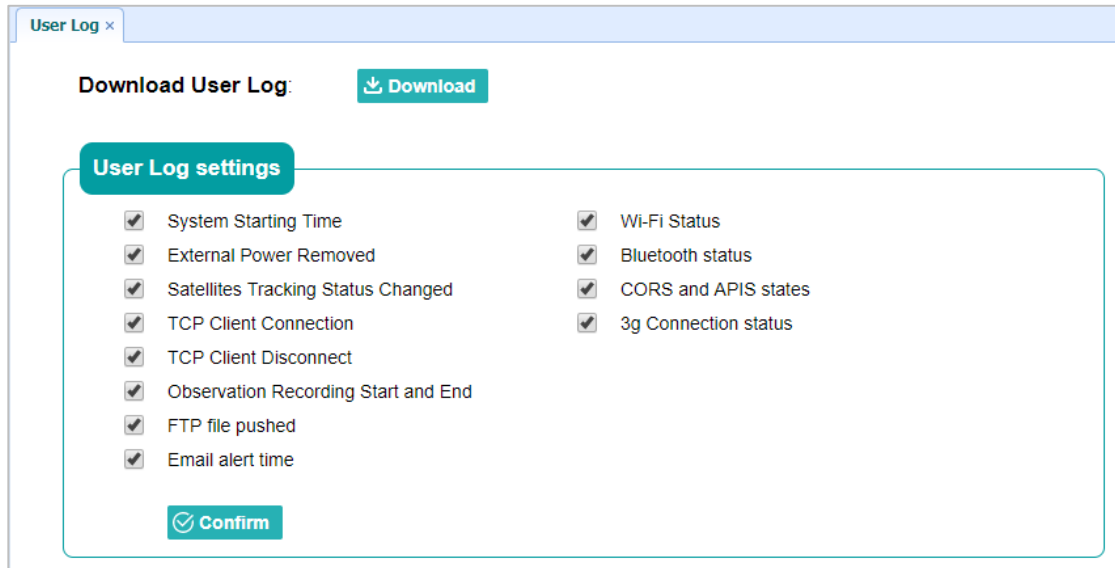 User Log ×
Download User Log: Download
User Log settings
System Starting Time
External Power Removed
Satellites Tracking Status Changed
TCP Client Connection
TCP Client Disconnect
Observation Recording Start and End
FTP file pushed
Email alert time
Wi-Fi Status
Bluetooth status
CORS and APIS states
3g Connection status
Confirm